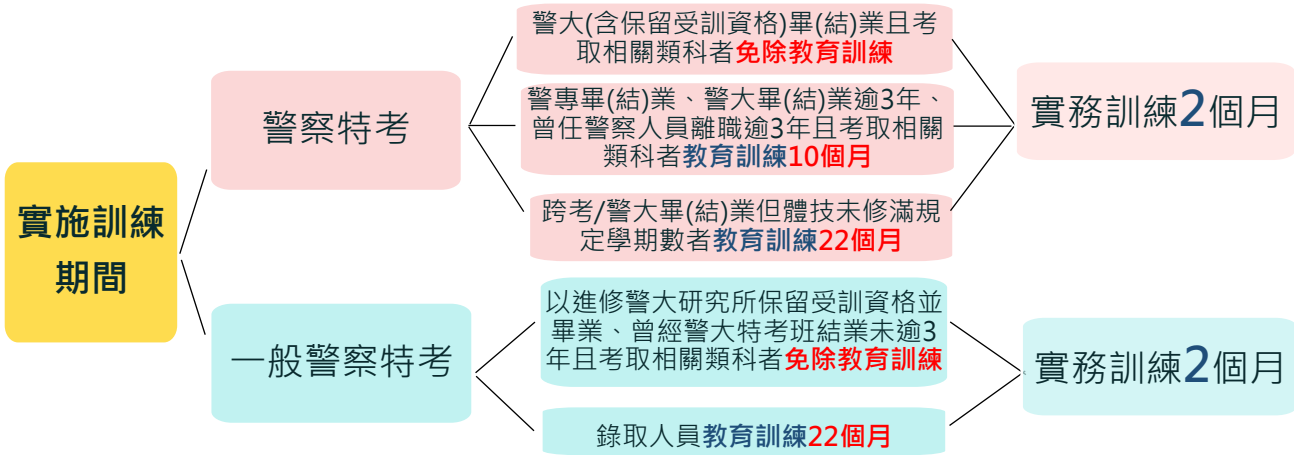 實施訓練
期間
警察特考
警大(含保留受訓資格)畢(結)業且考
取相關類科者免除教育訓練
警專畢(結)業、警大畢(結)業逾3年、
曾任警察人員離職逾3年且考取相關
類科者教育訓練10個月
跨考/警大畢(結)業但體技未修滿規
定學期數者教育訓練22個月
實務訓練2個月
一般警察特考
以進修警大研究所保留受訓資格並
畢業、曾經警大特考班結業未逾3
年且考取相關類科者免除教育訓練
錄取人員教育訓練22個月
實務訓練2個月